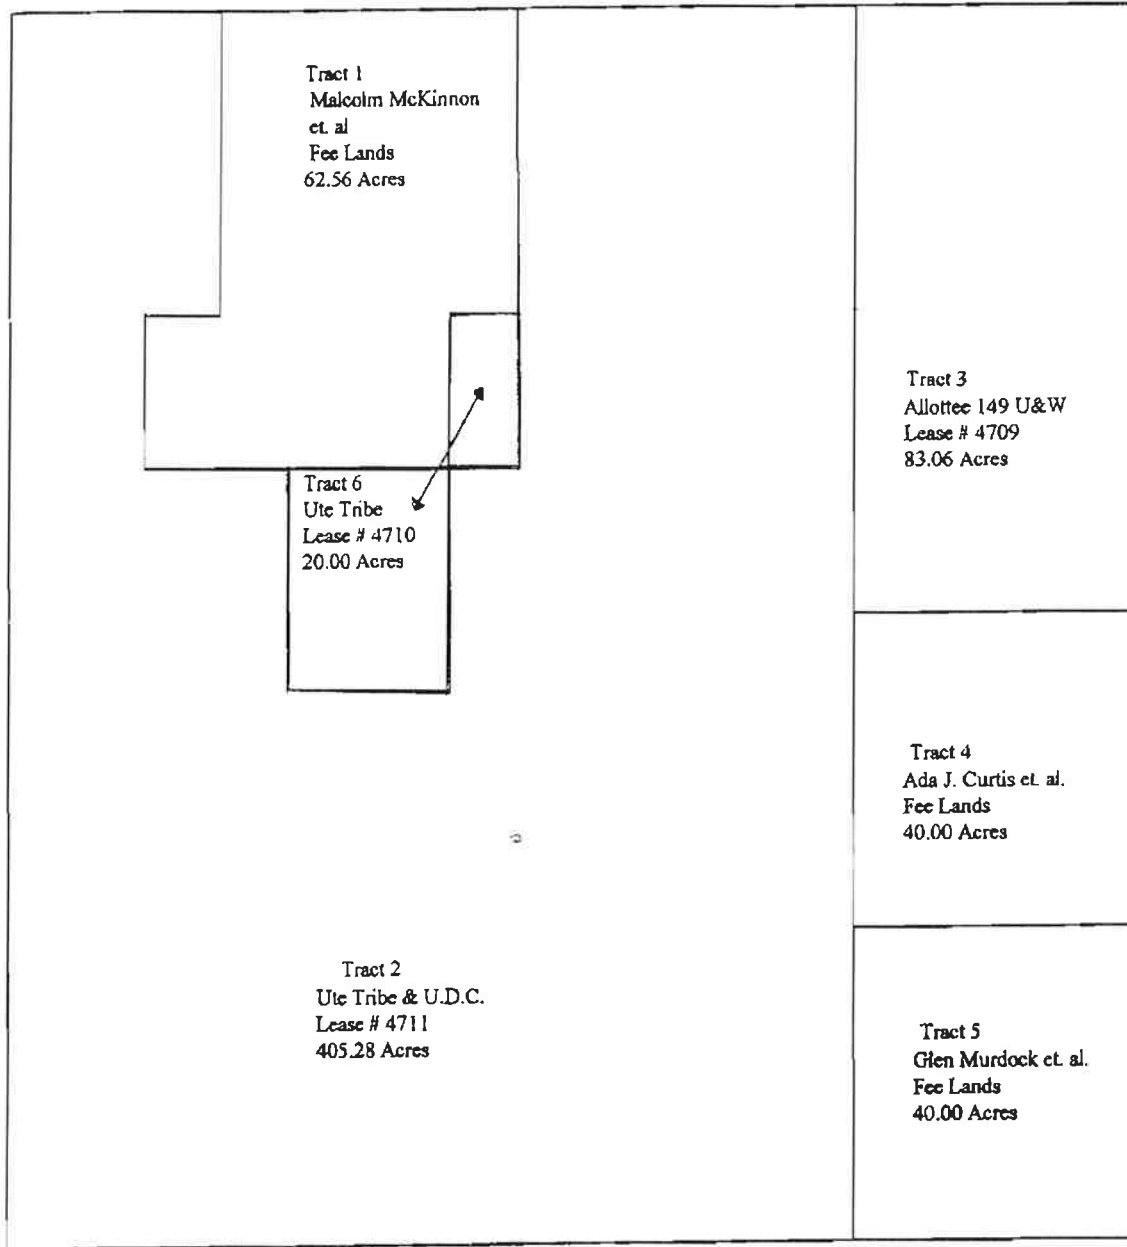 Tract 1
Malcolm McKinnon
et. al
Fee Lands
62.56 Acres
Tract 6
Ute Tribe
Lease # 4710
20.00 Acres
Tract 3
Allottee 149 U&W
Lease # 4709
83.06 Acres
Tract 4
Ada J. Curtis et. al.
Fee Lands
40.00 Acres
Tract 2
Ute Tribe & U.D.C.
Lease # 4711
405.28 Acres
Tract 5
Glen Murdock et. al.
Fee Lands
40.00 Acres